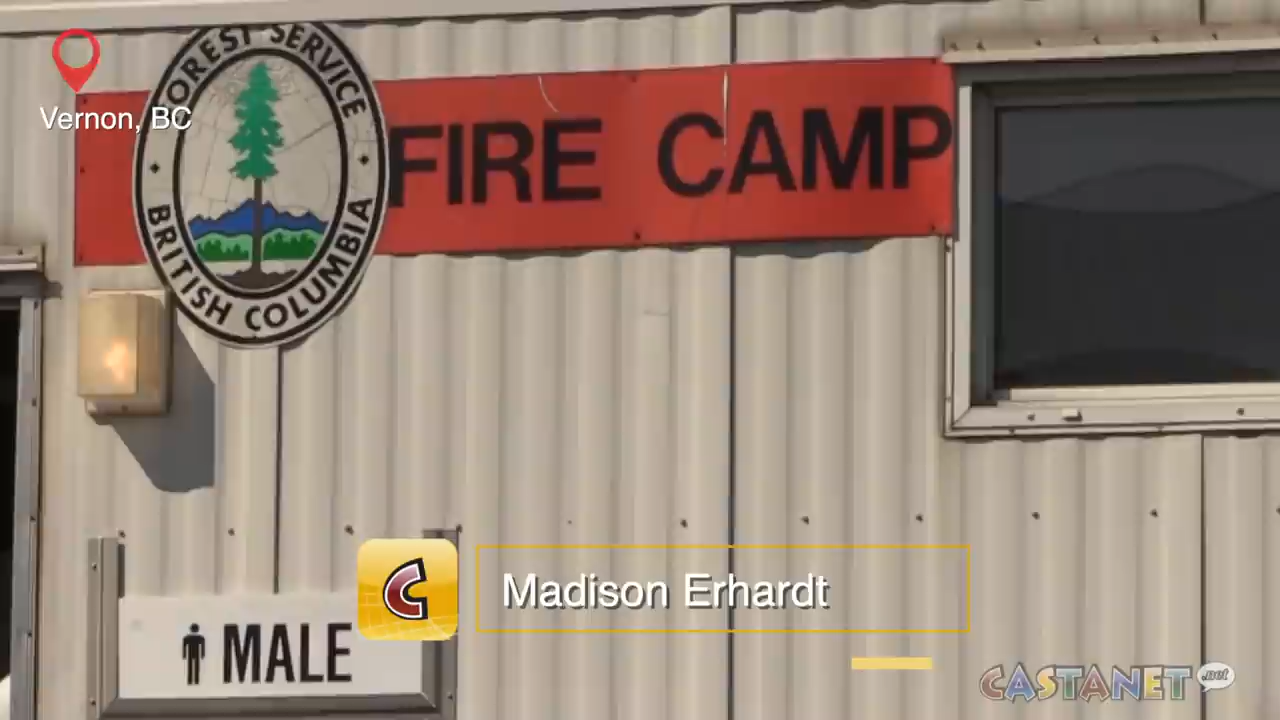 FOREST SERVICE
BRITISH COLUMBIA
FIRE CAMP
Vernon, BC
MALE
C
Madison Erhardt
CASTANET.net